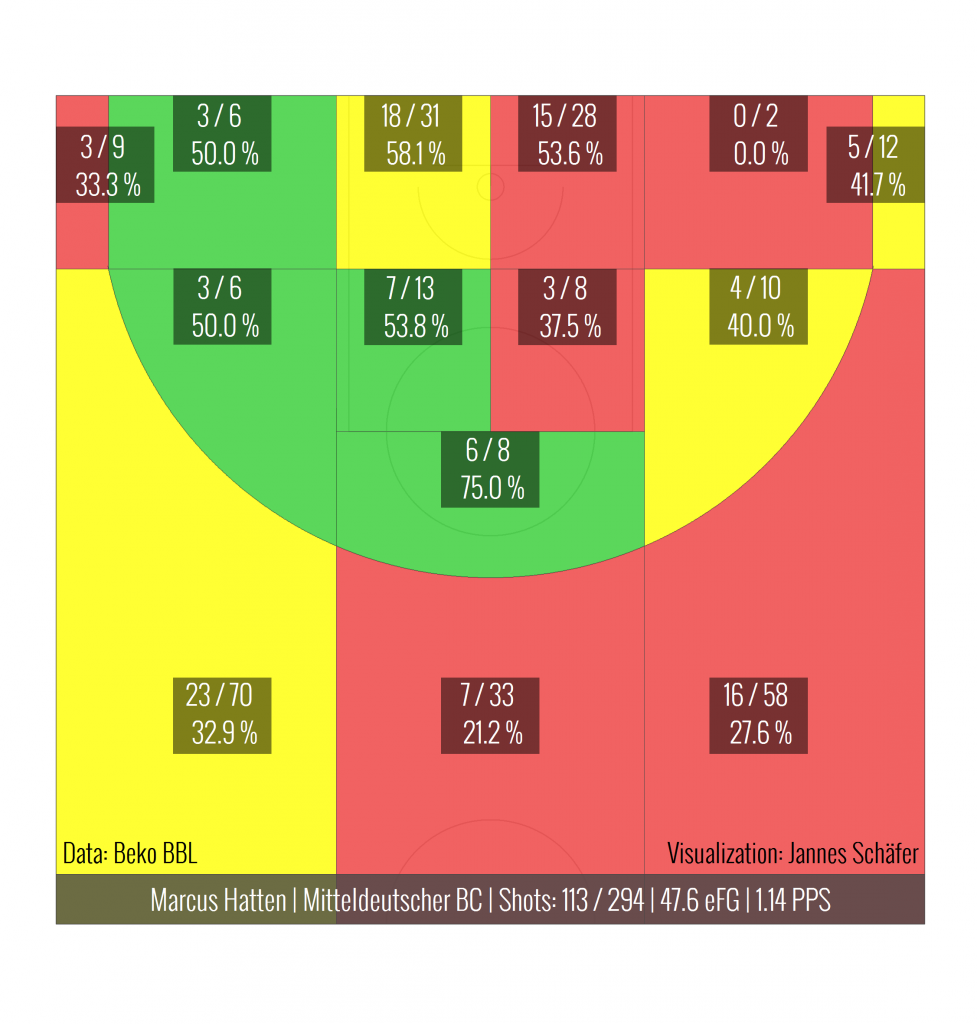 3 / 6
50.0 %
18 / 31
58.1 %
15 / 28
53.6 %
0 / 2
0.0 %
3 / 9
33.3 %
5 / 12
41.7 %
3 / 6
50.0 %
7 / 13
53.8 %
3 / 8
37.5 %
4 / 10
40.0 %
6 / 8
75.0 %
23 / 70
32.9 %
7 / 33
21.2 %
16 / 58
27.6 %
Data: Beko BBL
Visualization: Jannes Schäfer
Marcus Hatten | Mitteldeutscher BC | Shots: 113 / 294 | 47.6 eFG | 1.14 PPS